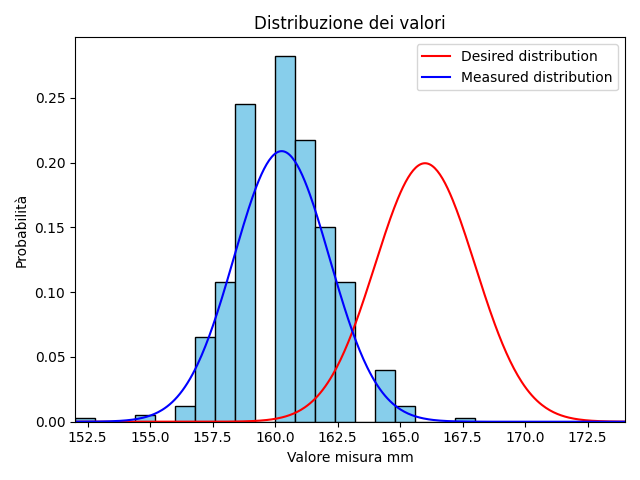 Distribuzione dei valori
Desired distribution
Measured distribution
Probabilità
0.25
0.20
0.15
0.10
0.05
0.00
152.5 155.0 157.5 160.0 162.5 165.0 167.5 170.0 172.5
Valore misura mm